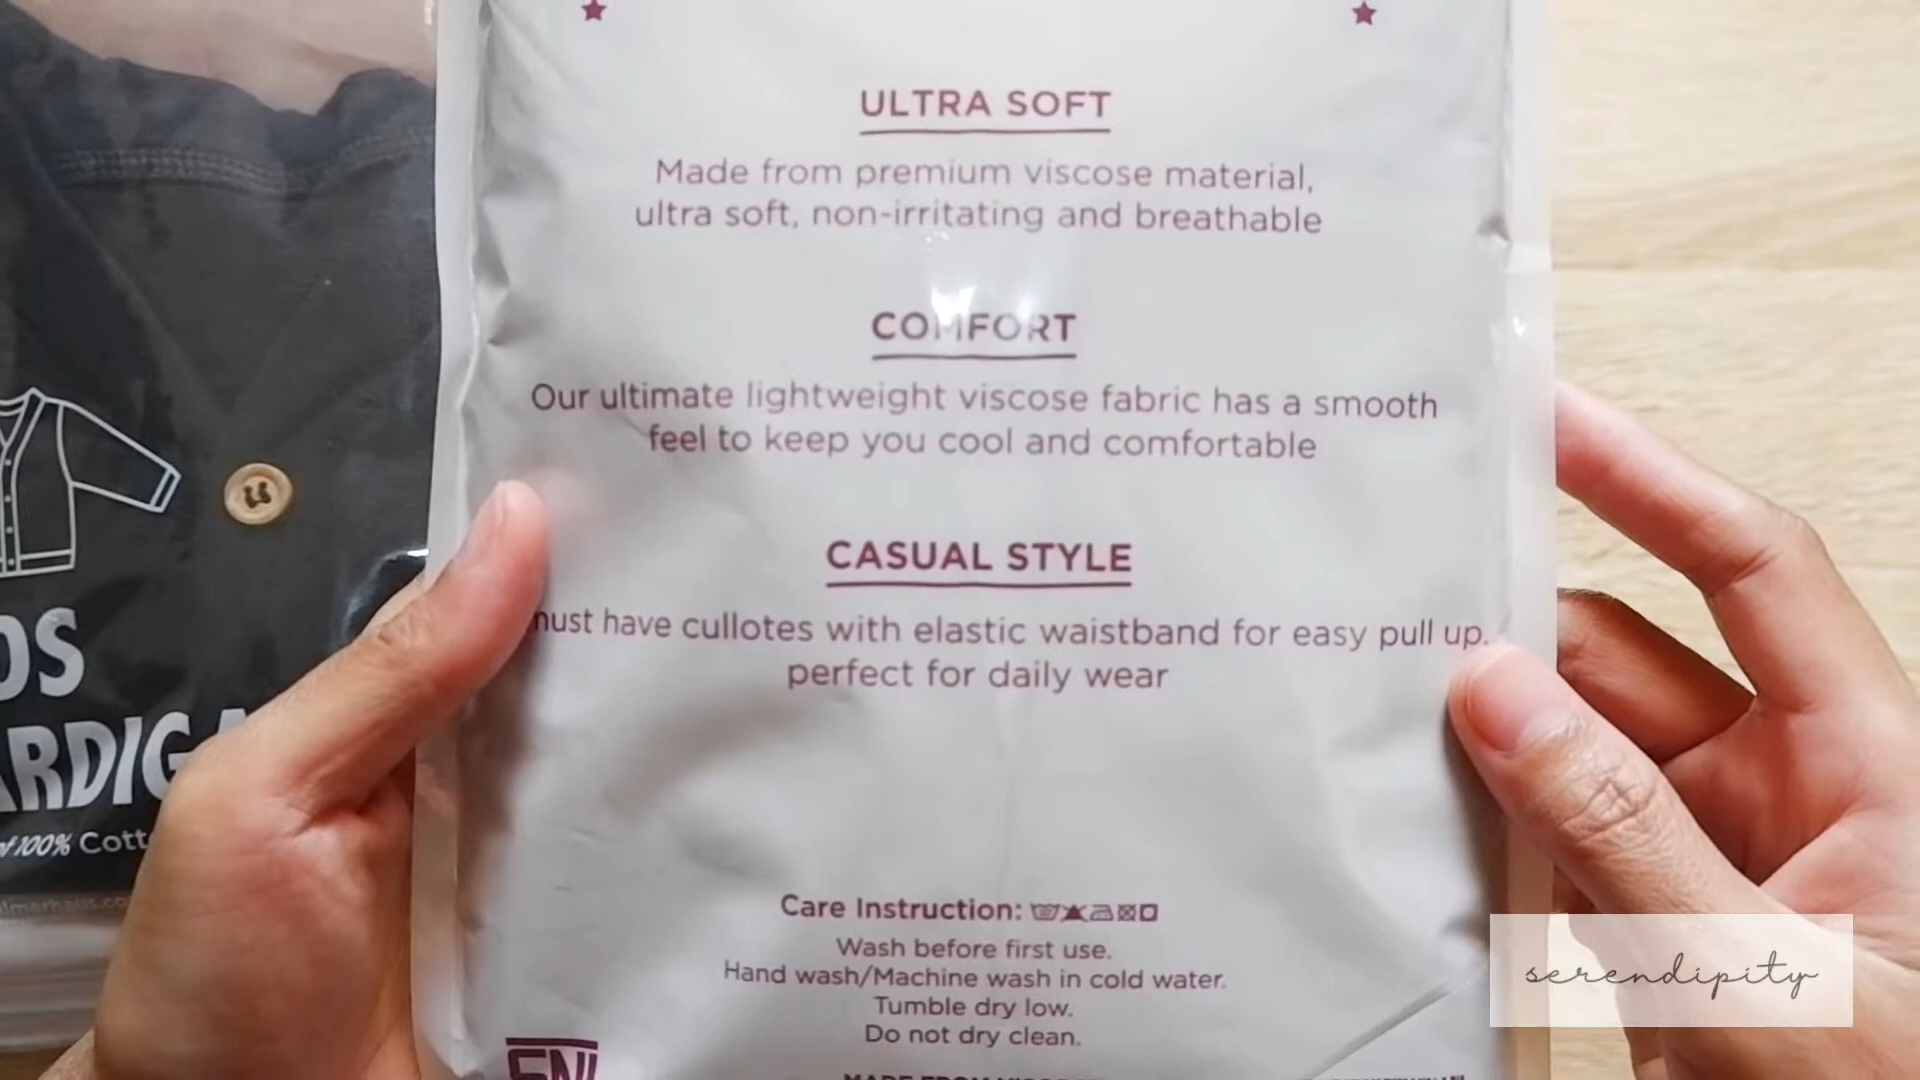 ULTRA SOFT
Made from premium viscose material,
ultra soft, non-irritating and breathable
COMFORT
Our ultimate lightweight viscose fabric has a smooth
feel to keep you cool and comfortable
CASUAL STYLE
must have cullotes with elastic waistband for easy pull up.
perfect for daily wear
Care Instruction:
Wash before first use.
Hand wash/Machine wash in cold water.
Tumble dry low.
Do not dry clean.
100% Cott
serendipity